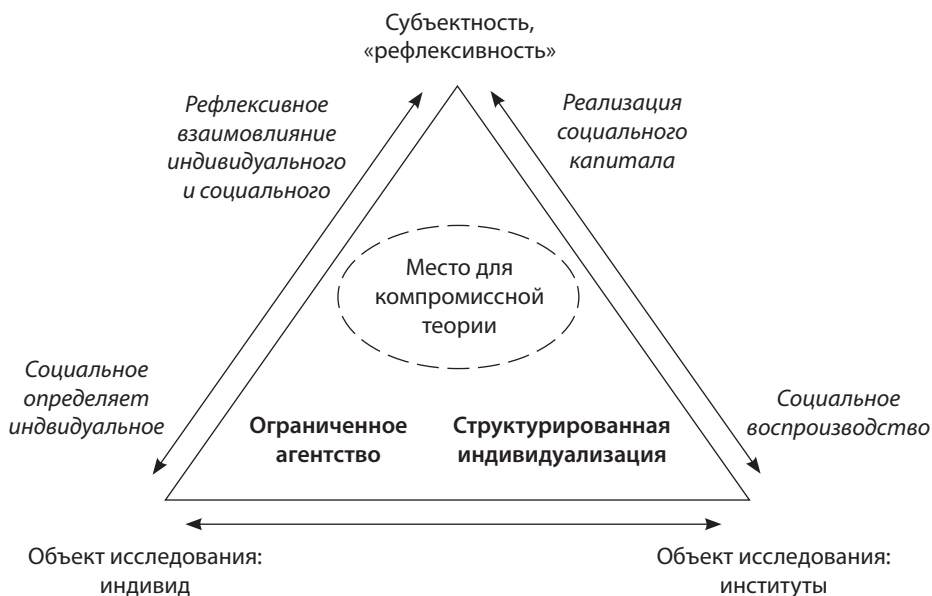 Субъектность,
«рефлексивность»
Рефлексивное
взаимовлияние
индивидуального
и социального
Реализация
социального
капитала
Место для
компромиссной
теории
Социальное
определяет
индвидуальное
Ограниченное
агентство
Структурированная
индивидуализация
Социальное
воспроизводство
Объект исследования:
индивид
Объект исследования:
институты